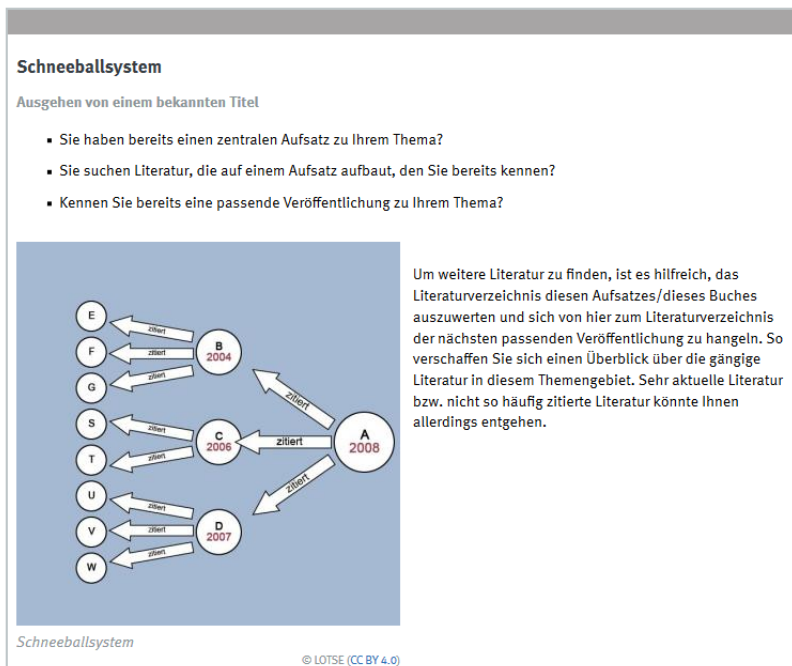 Schneeballsystem
Ausgehen von einem bekannten Titel
▪ Sie haben bereits einen zentralen Aufsatz zu Ihrem Thema?
▪ Sie suchen Literatur, die auf einem Aufsatz aufbaut, den Sie bereits kennen?
▪ Kennen Sie bereits eine passende Veröffentlichung zu Ihrem Thema?
E
F
G
S
T
U
V
W
zitiert
zitiert
zitiert
zitiert
zitiert
zitiert
zitiert
zitiert
B
2004
C
2006
D
2007
zitiert
zitiert
zitiert
A
2008
Um weitere Literatur zu finden, ist es hilfreich, das
Literaturverzeichnis diesen Aufsatzes/dieses Buches
auszuwerten und sich von hier zum Literaturverzeichnis
der nächsten passenden Veröffentlichung zu hangeln. So
verschaffen Sie sich einen Überblick über die gängige
Literatur in diesem Themengebiet. Sehr aktuelle Literatur
bzw. nicht so häufig zitierte Literatur könnte Ihnen
allerdings entgehen.
Schneeballsystem
© LOTSE (CC BY 4.0)